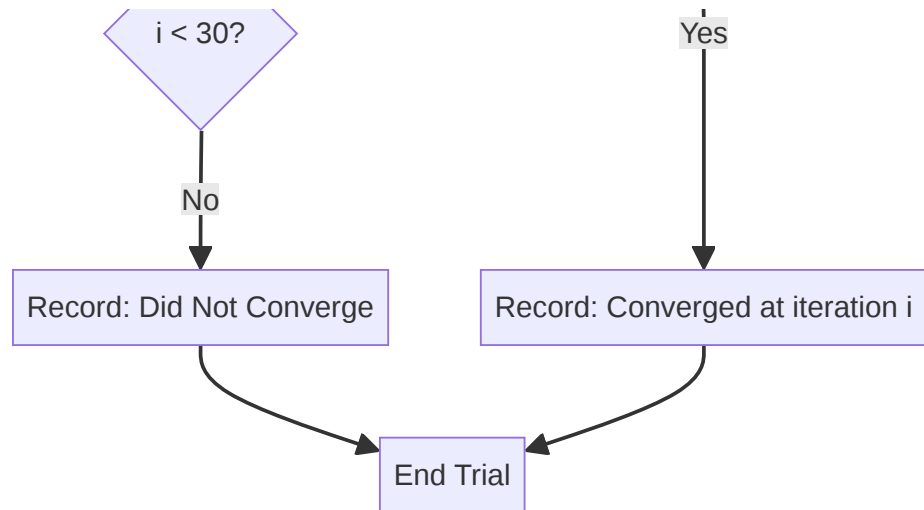 i < 30?
Yes
No
Record: Did Not Converge
Record: Converged at iteration i
End Trial